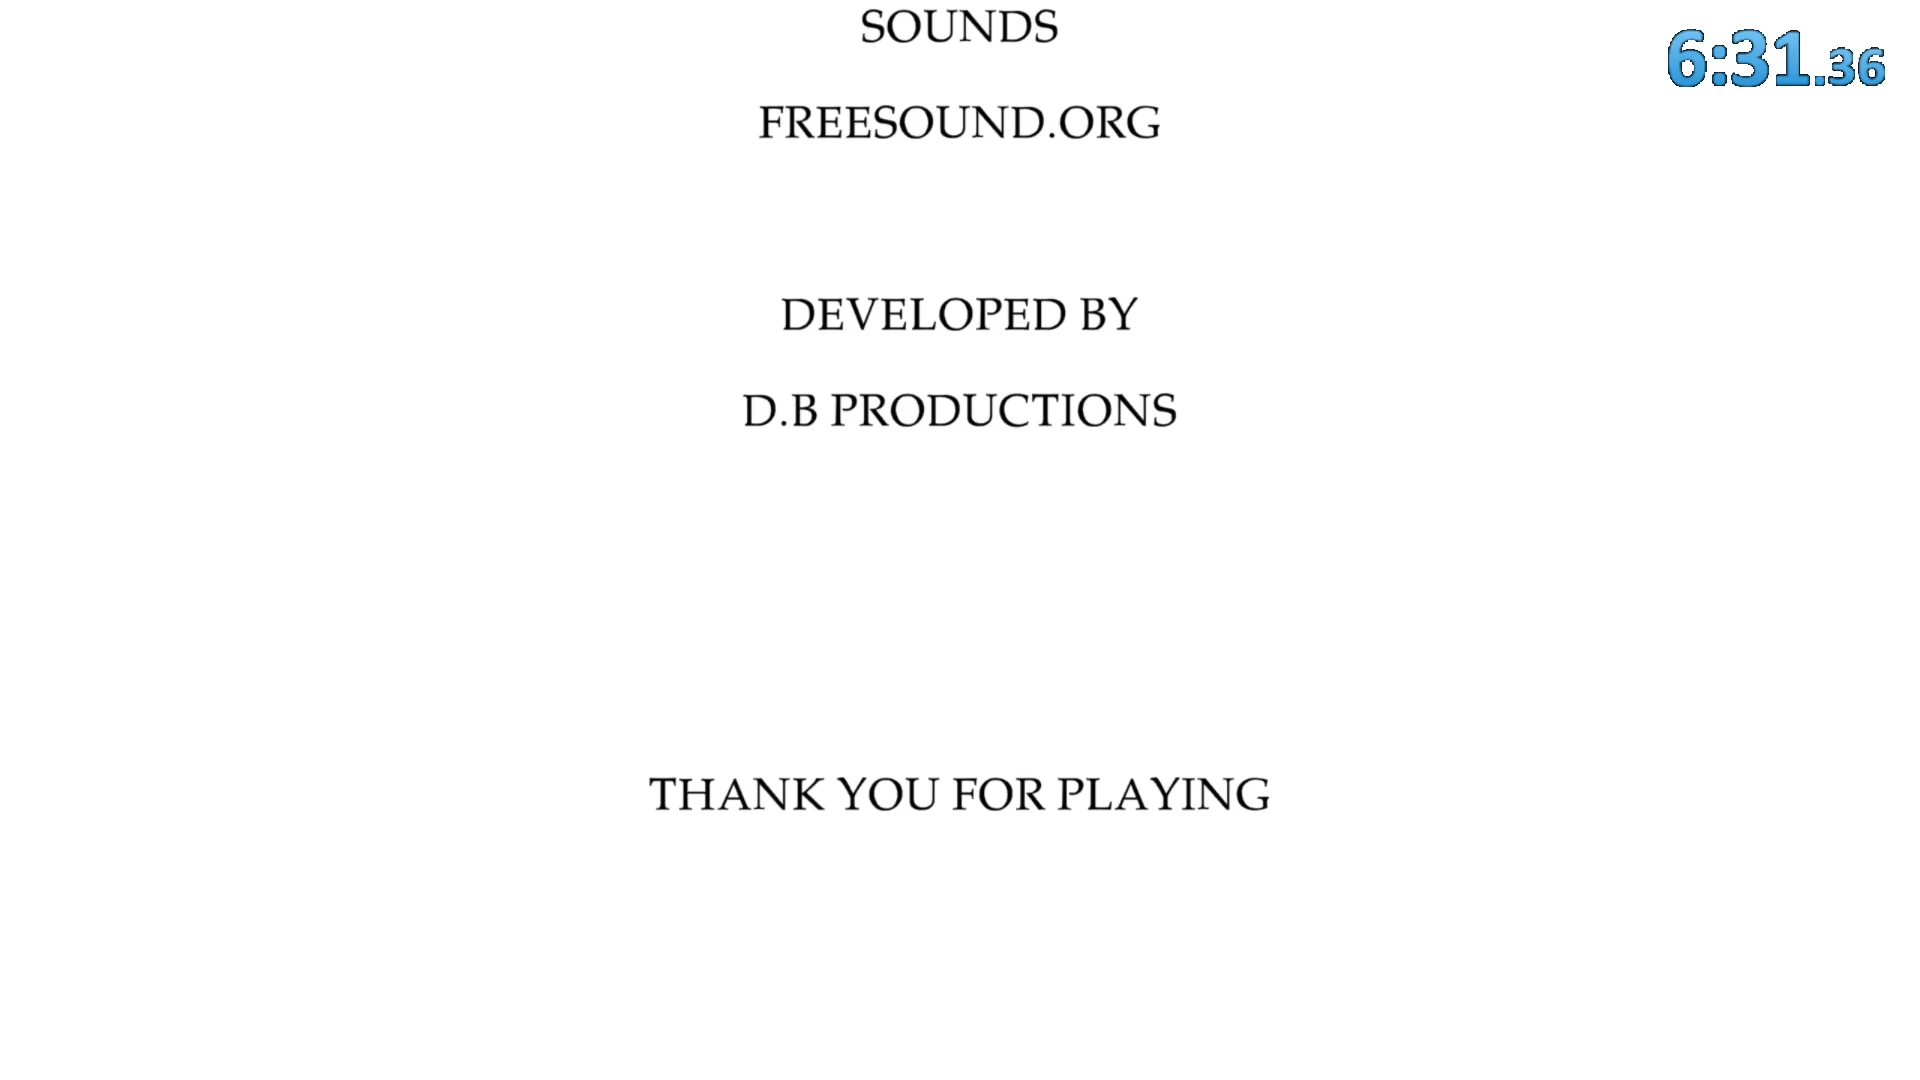 SOUNDS
6:31.36
FREESOUND.ORG
DEVELOPED BY
D.B PRODUCTIONS
THANK YOU FOR PLAYING